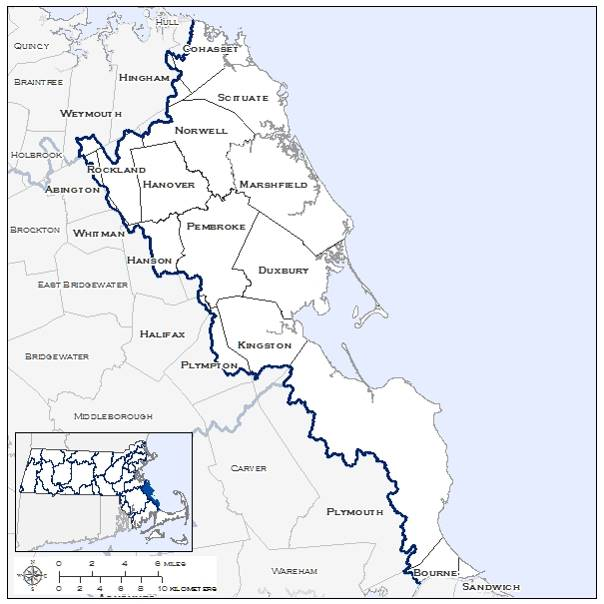 HULL
COHASSET
QUINCY
HINGHAM
BRAINTREE
SCITUATE
WEYMOUTH
NORWELL
HOLBROOK
ROCKLAND
HANOVER
MARSHFIELD
ABINGTON
PEMBROKE
BROCKTON
WHITMAN
HANSON
DUXBURY
EAST BRIDGEWATER
HALIFAX
KINGSTON
BRIDGEWATER
PLYMPTON
MIDDLEBOROUGH
CARVER
PLYMOUTH
WAREHAM
BOURNE
SANDWICH
0 2 4 6 MILES
0 2 4 6 8 10 KILOMETERS